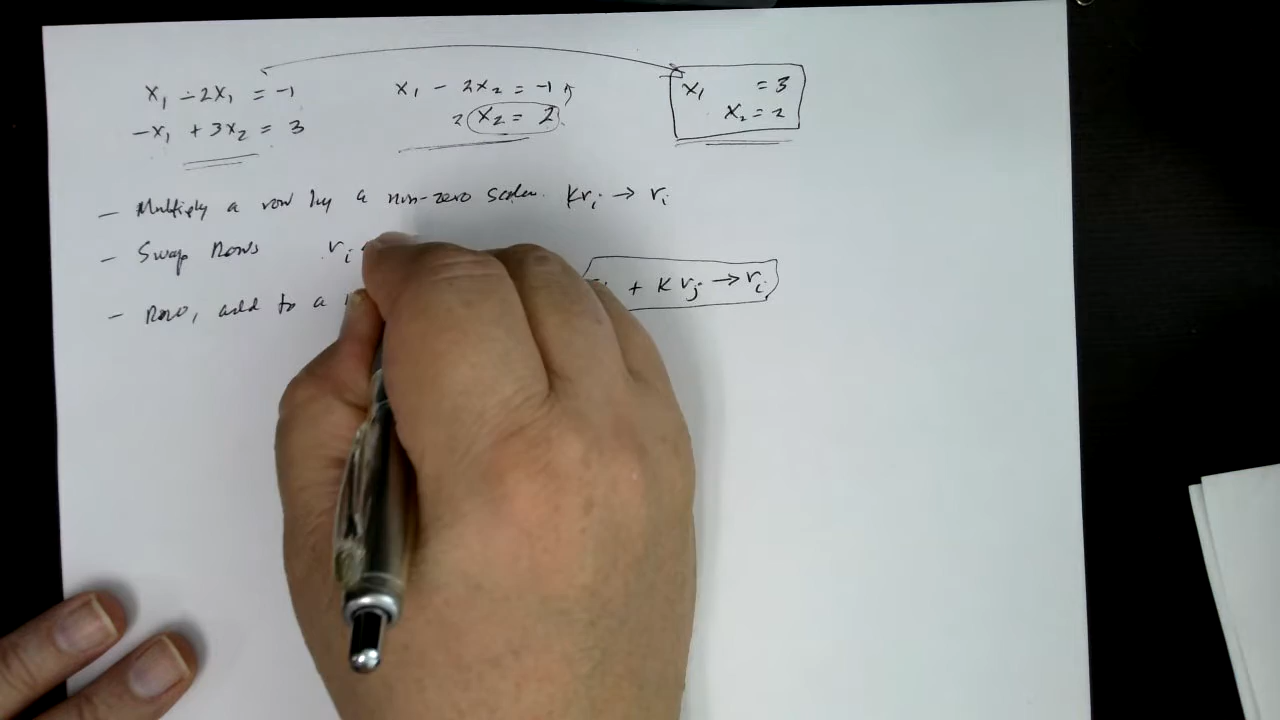 x₁ - 2x₁ = -1
-x₁ + 3x₂ = 3
x₁ - 2x₂ = -1
2 x₂ = 2
x₁ = 3
x₂ = 2
- Multiply a row by a non-zero scalar. Kr_i → r_i
- Swap Rows r_i
- Row, add to a
+ K r_j → r_i